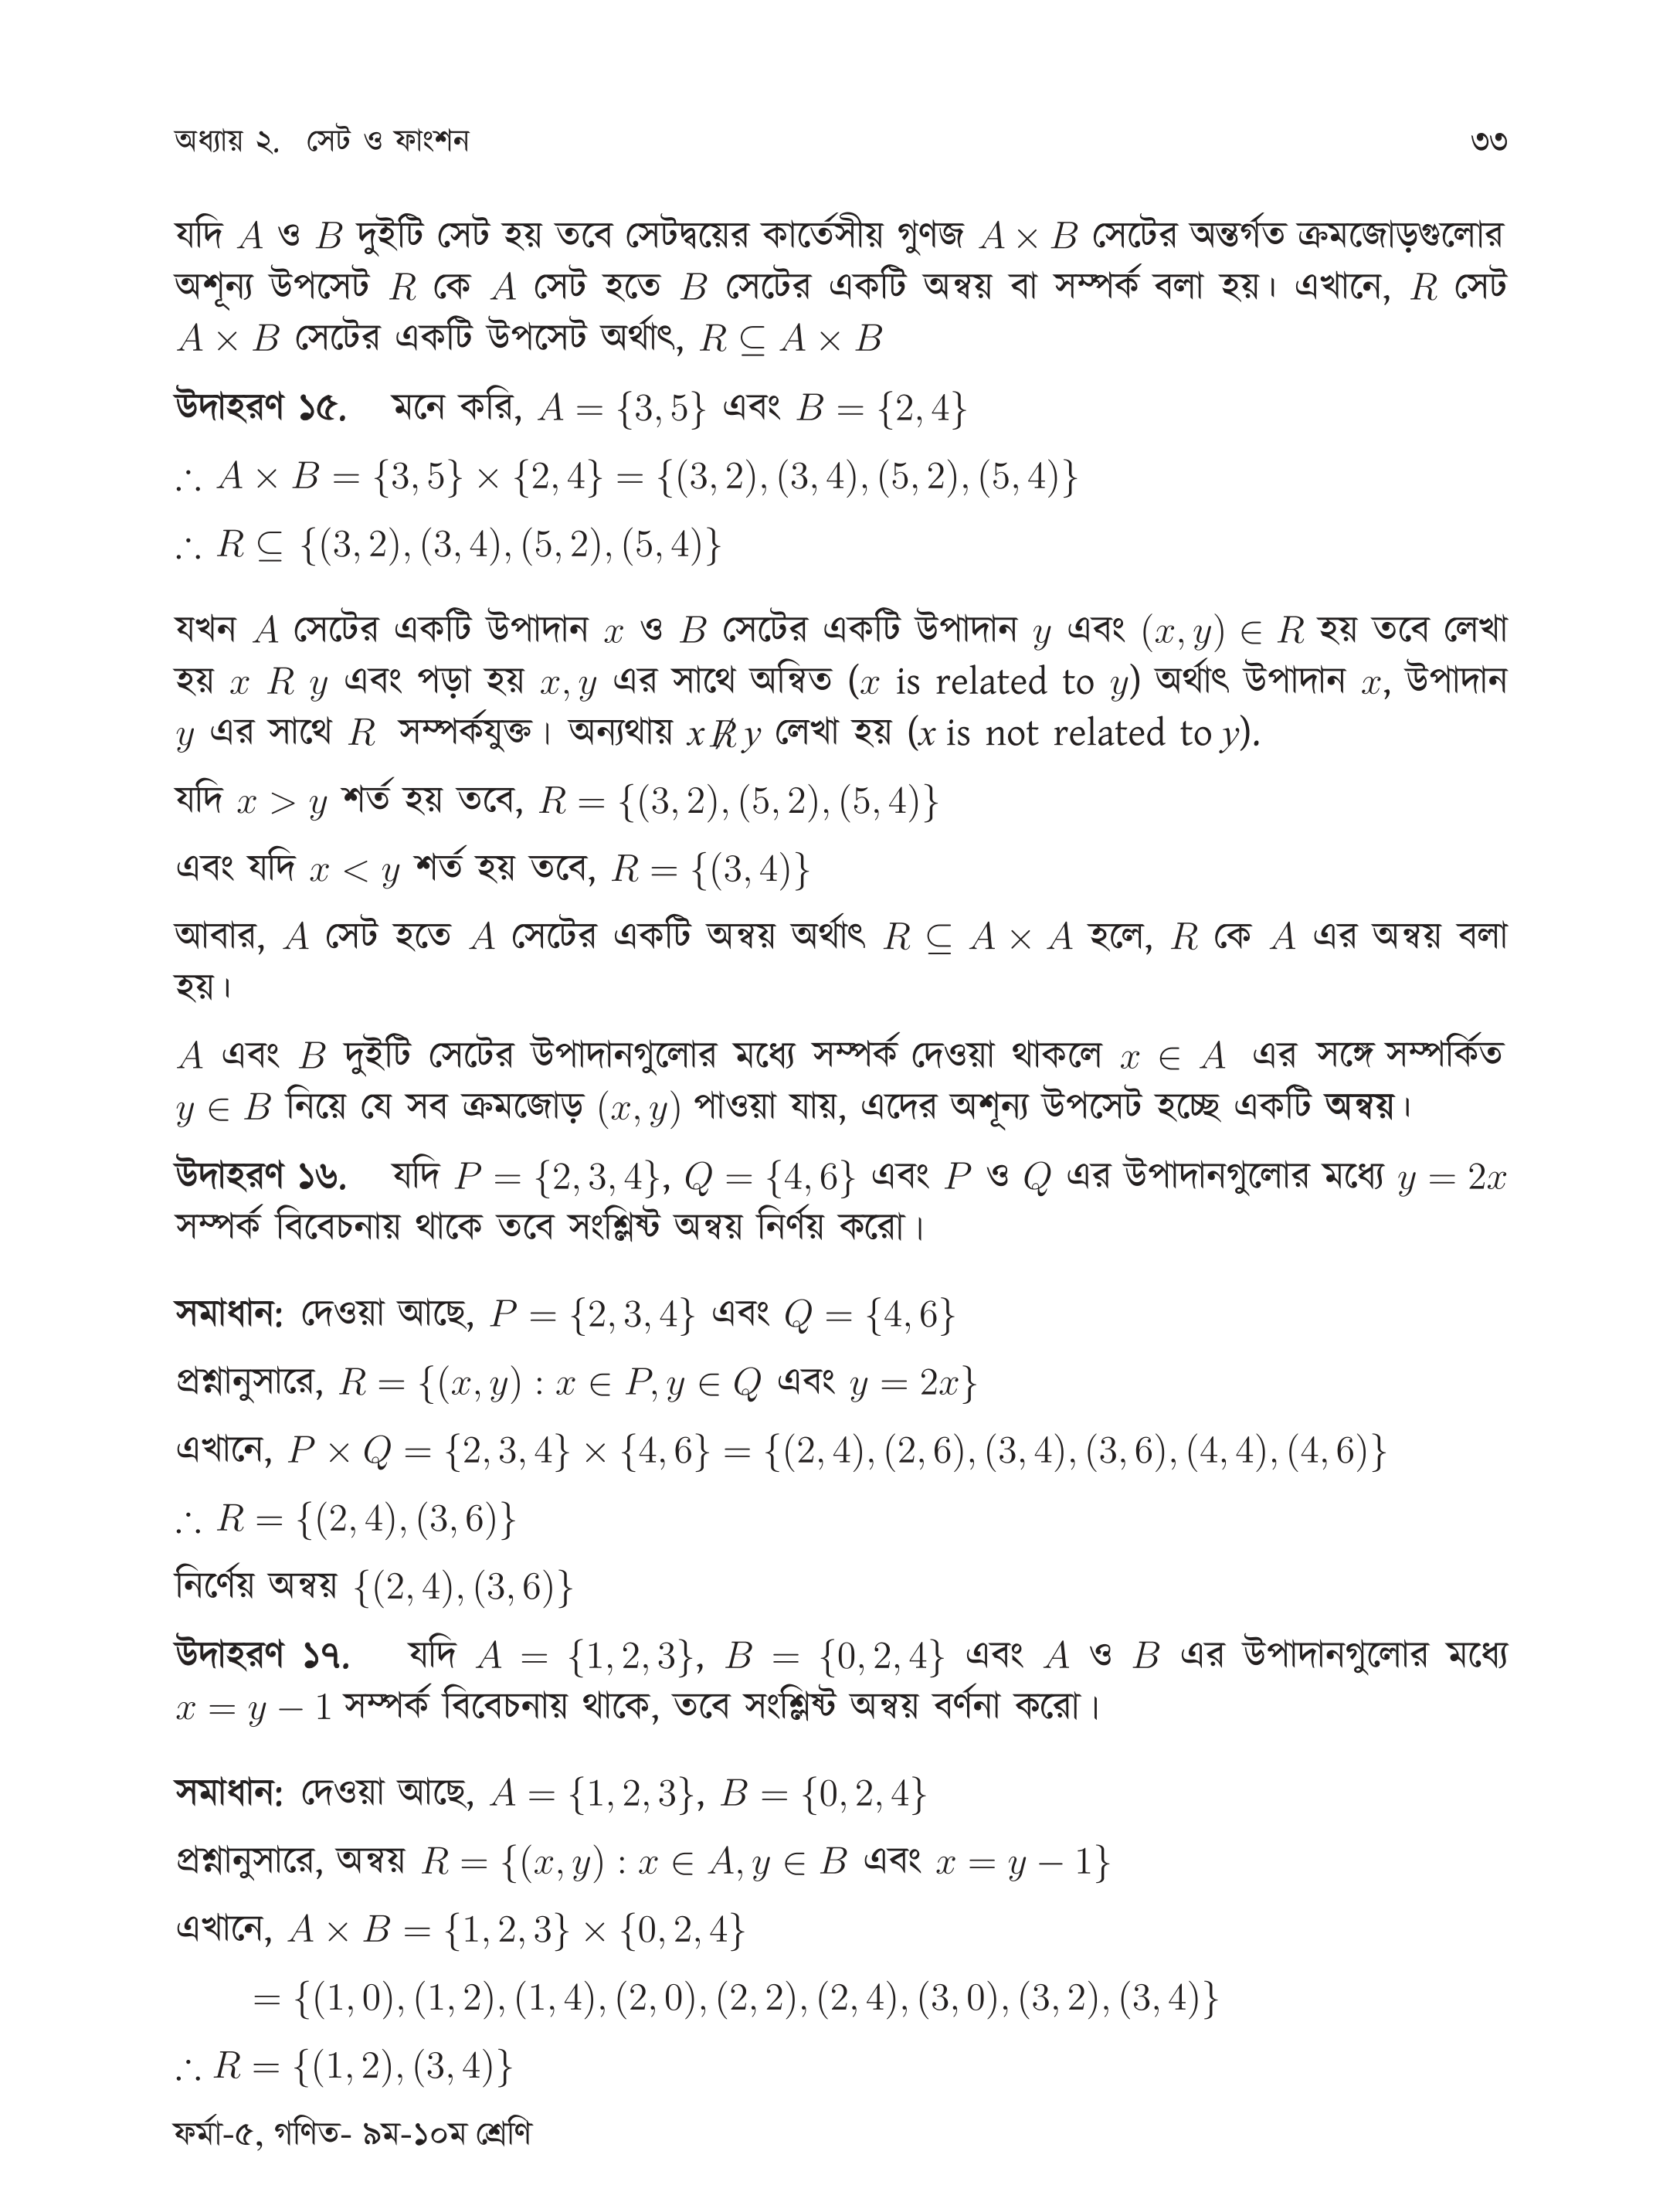 অধ্যায় ২. সেট ও ফাংশন ৩৩
যদি A ও B দুইটি সেট হয় তবে সেটদ্বয়ের কার্তেসীয় গুণজ A × B সেটের অন্তর্গত ক্রমজোড়গুলোর
অশূন্য উপসেট R কে A সেট হতে B সেটের একটি অন্বয় বা সম্পর্ক বলা হয়। এখানে, R সেট
A × B সেটের একটি উপসেট অর্থাৎ, R ⊆ A × B
উদাহরণ ১৫. মনে করি, A = {3, 5} এবং B = {2, 4}
∴ A × B = {3, 5} × {2, 4} = {(3, 2), (3, 4), (5, 2), (5, 4)}
∴ R ⊆ {(3, 2), (3, 4), (5, 2), (5, 4)}
যখন A সেটের একটি উপাদান x ও B সেটের একটি উপাদান y এবং (x, y) ∈ R হয় তবে লেখা
হয় x R y এবং পড়া হয় x, y এর সাথে অন্বিত (x is related to y) অর্থাৎ উপাদান x, উপাদান
y এর সাথে R সম্পর্কযুক্ত। অন্যথায় x R̸ y লেখা হয় (x is not related to y).
যদি x > y শর্ত হয় তবে, R = {(3, 2), (5, 2), (5, 4)}
এবং যদি x < y শর্ত হয় তবে, R = {(3, 4)}
আবার, A সেট হতে A সেটের একটি অন্বয় অর্থাৎ R ⊆ A × A হলে, R কে A এর অন্বয় বলা
হয়।
A এবং B দুইটি সেটের উপাদানগুলোর মধ্যে সম্পর্ক দেওয়া থাকলে x ∈ A এর সঙ্গে সম্পর্কিত
y ∈ B নিয়ে যে সব ক্রমজোড় (x, y) পাওয়া যায়, এদের অশূন্য উপসেট হচ্ছে একটি অন্বয়।
উদাহরণ ১৬. যদি P = {2, 3, 4}, Q = {4, 6} এবং P ও Q এর উপাদানগুলোর মধ্যে y = 2x
সম্পর্ক বিবেচনায় থাকে তবে সংশ্লিষ্ট অন্বয় নির্ণয় করো।
সমাধান: দেওয়া আছে, P = {2, 3, 4} এবং Q = {4, 6}
প্রশ্নানুসারে, R = {(x, y) : x ∈ P, y ∈ Q এবং y = 2x}
এখানে, P × Q = {2, 3, 4} × {4, 6} = {(2, 4), (2, 6), (3, 4), (3, 6), (4, 4), (4, 6)}
∴ R = {(2, 4), (3, 6)}
নির্ণেয় অন্বয় {(2, 4), (3, 6)}
উদাহরণ ১৭. যদি A = {1, 2, 3}, B = {0, 2, 4} এবং A ও B এর উপাদানগুলোর মধ্যে
x = y − 1 সম্পর্ক বিবেচনায় থাকে, তবে সংশ্লিষ্ট অন্বয় বর্ণনা করো।
সমাধান: দেওয়া আছে, A = {1, 2, 3}, B = {0, 2, 4}
প্রশ্নানুসারে, অন্বয় R = {(x, y) : x ∈ A, y ∈ B এবং x = y − 1}
এখানে, A × B = {1, 2, 3} × {0, 2, 4}
= {(1, 0), (1, 2), (1, 4), (2, 0), (2, 2), (2, 4), (3, 0), (3, 2), (3, 4)}
∴ R = {(1, 2), (3, 4)}
ফর্মা-৫, গণিত- ৯ম-১০ম শ্রেণি